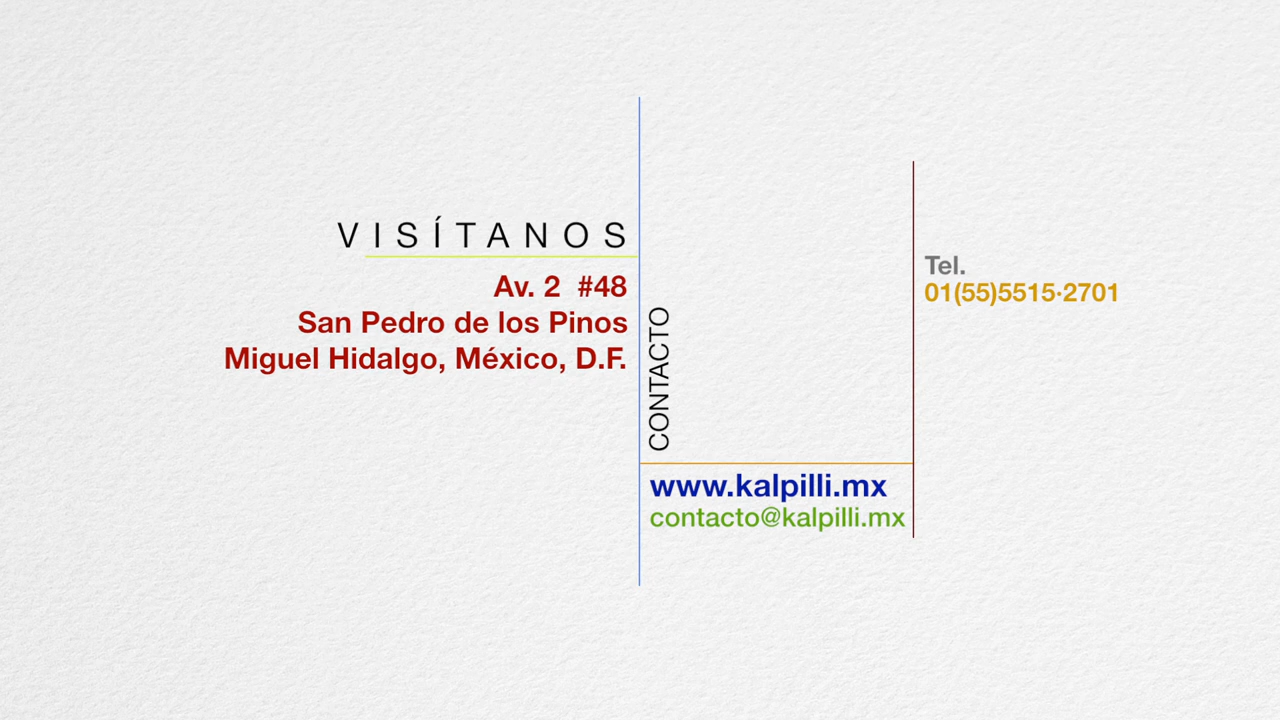 VISÍTANOS
Av. 2  #48
San Pedro de los Pinos
Miguel Hidalgo, México, D.F.
CONTACTO
www.kalpilli.mx
contacto@kalpilli.mx
Tel.
01(55)5515·2701